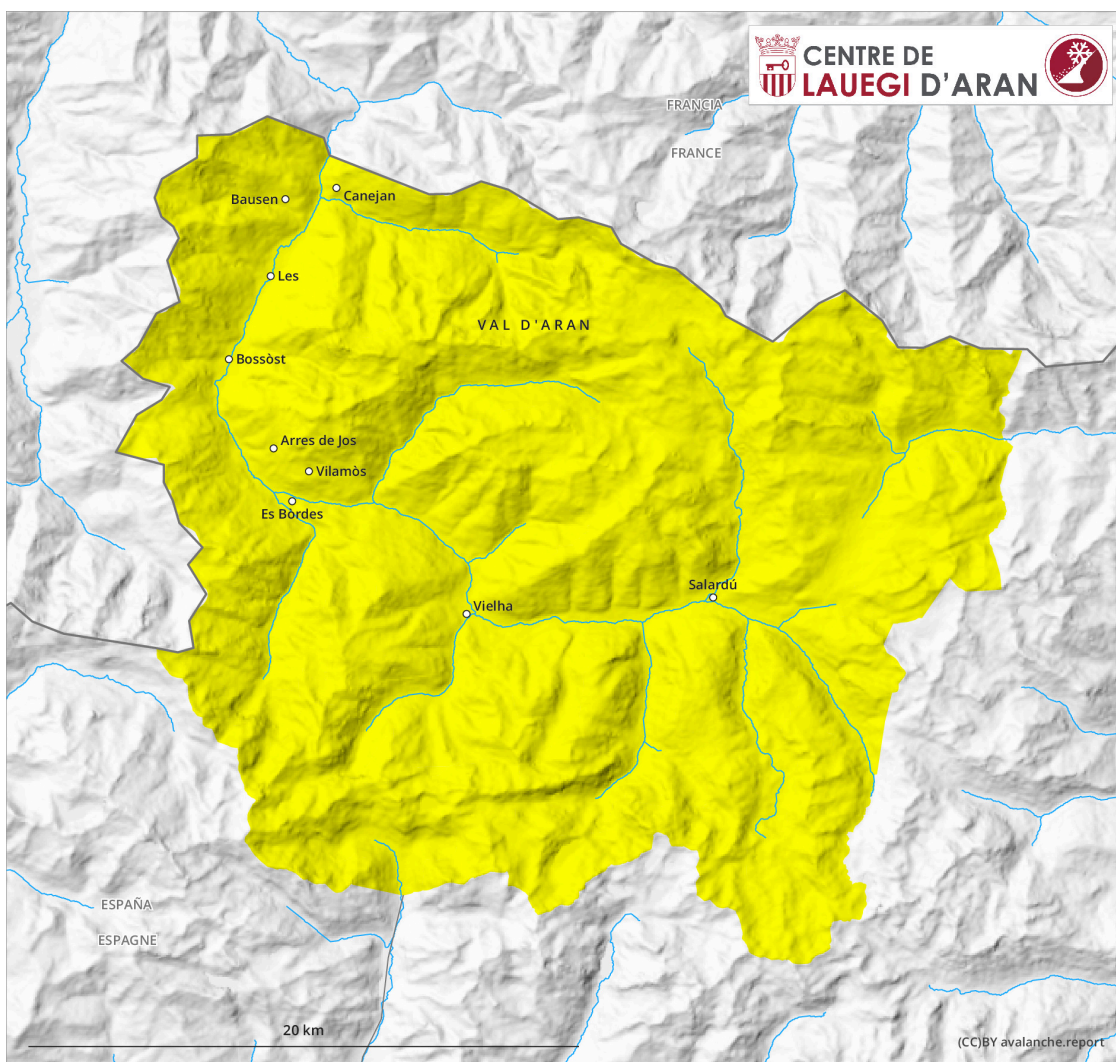 CENTRE DE
LAUEGI D'ARAN
FRANCIA
FRANCE
Bausen
Canejan
Les
VAL D'ARAN
Bossòst
Arres de Jos
Vilamòs
Es Bòrdes
Salardú
Vielha
ESPAÑA
ESPAGNE
20 km
(CC)BY avalanche.report